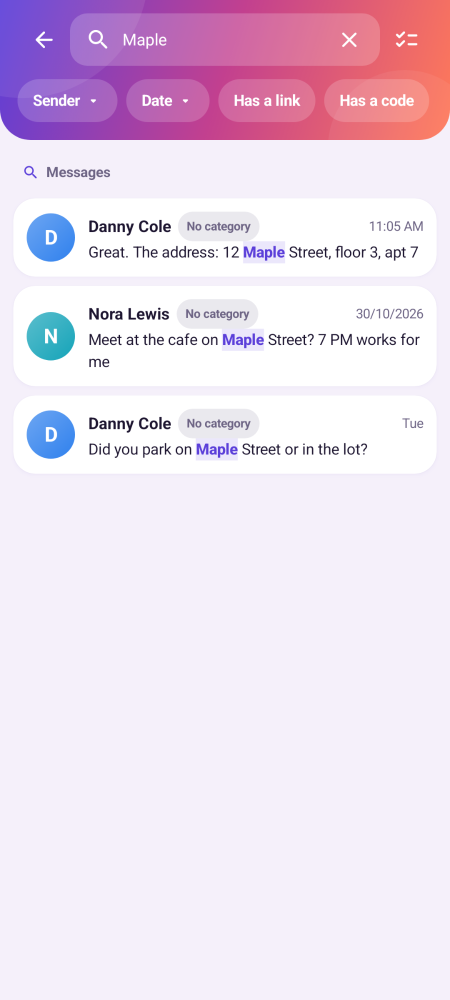 Maple
Sender
Date
Has a link
Has a code
Messages
D
Danny Cole No category 11:05 AM
Great. The address: 12 Maple Street, floor 3, apt 7
N
Nora Lewis No category 30/10/2026
Meet at the cafe on Maple Street? 7 PM works for
me
D
Danny Cole No category Tue
Did you park on Maple Street or in the lot?